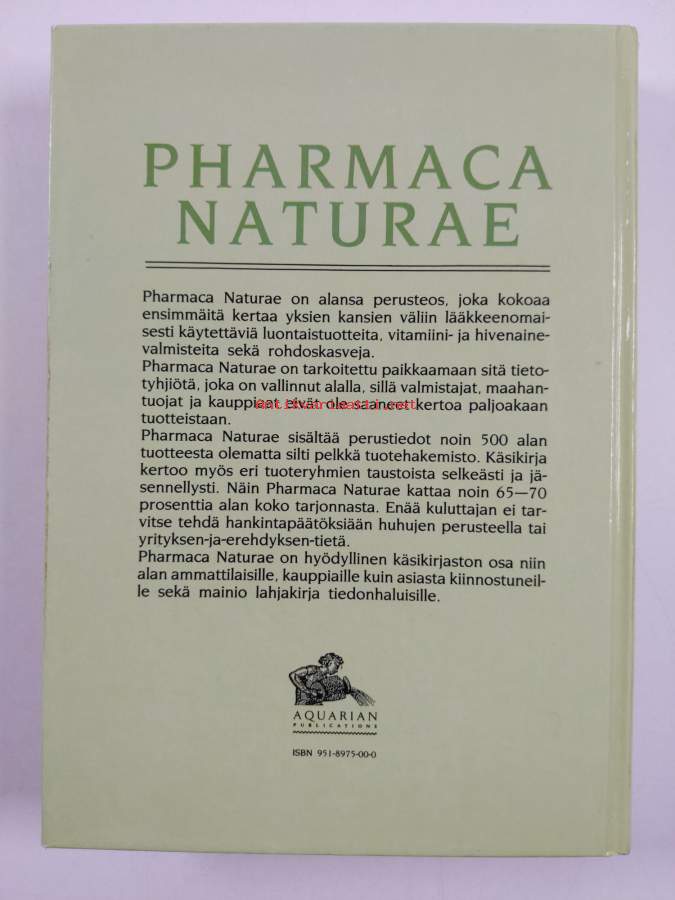 PHARMACA
NATURAE
Pharmaca Naturae on alansa perusteos, joka kokoaa
ensimmäitä kertaa yksien kansien väliin lääkkeenomai-
sesti käytettäviä luontaistuotteita, vitamiini- ja hivenaine-
valmisteita sekä rohdoskasveja.
Pharmaca Naturae on tarkoitettu paikkaamaan sitä tieto-
tyhjiötä, joka on vallinnut alalla, sillä valmistajat, maahan-
tuojat ja kauppiaat eivät ole saaneet kertoa paljoakaan
Antikvariaatti.net
tuotteistaan.
Pharmaca Naturae sisältää perustiedot noin 500 alan
tuotteesta olematta silti pelkkä tuotehakemisto. Käsikirja
kertoo myös eri tuoteryhmien taustoista selkeästi ja jä-
sennellysti. Näin Pharmaca Naturae kattaa noin 65—70
prosenttia alan koko tarjonnasta. Enää kuluttajan ei tar-
vitse tehdä hankintapäätöksiään huhujen perusteella tai
yrityksen-ja-erehdyksen-tietä.
Pharmaca Naturae on hyödyllinen käsikirjaston osa niin
alan ammattilaisille, kauppiaille kuin asiasta kiinnostuneil-
le sekä mainio lahjakirja tiedonhaluisille.
AQUARIAN
PUBLICATIONS
ISBN 951-8975-00-0